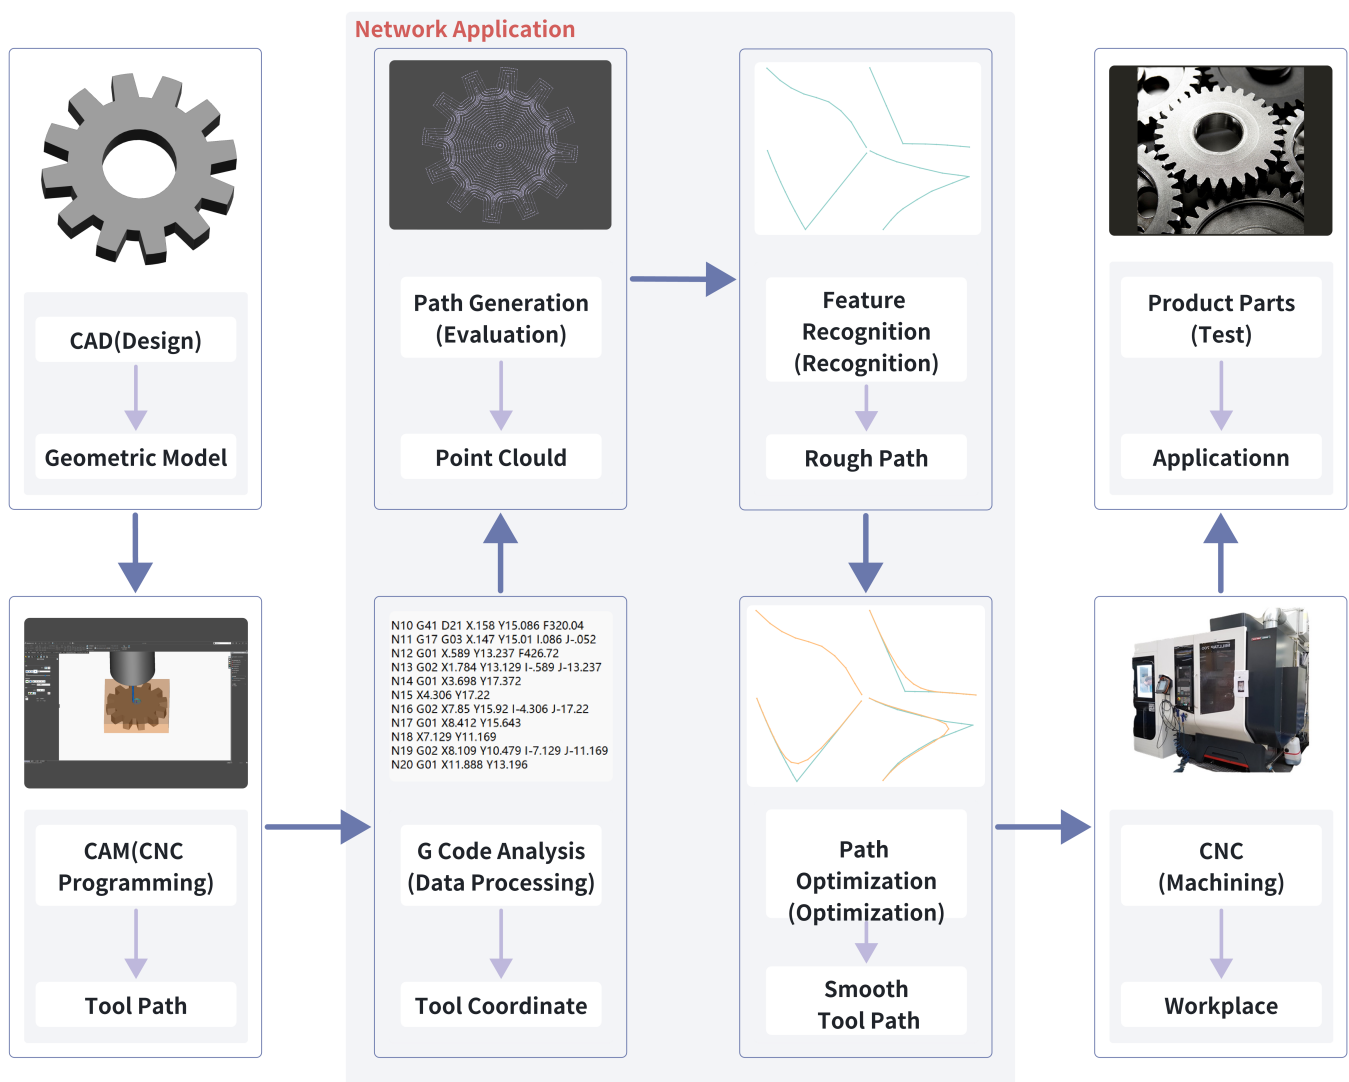 Network Application
CAD(Design)
Geometric Model
CAM(CNC
Programming)
Tool Path
N10 G41 D21 X.158 Y15.086 F320.04
N11 G17 G03 X.147 Y15.01 I.086 J-.052
N12 G01 X.589 Y13.237 F426.72
N13 G02 X1.784 Y13.129 I-.589 J-13.237
N14 G01 X3.698 Y17.372
N15 X4.306 Y17.22
N16 G02 X7.85 Y15.92 I-4.306 J-17.22
N17 G01 X8.412 Y15.643
N18 X7.129 Y11.169
N19 G02 X8.109 Y10.479 I-7.129 J-11.169
N20 G01 X11.888 Y13.196
G Code Analysis
(Data Processing)
Tool Coordinate
Path Generation
(Evaluation)
Point Clould
Feature
Recognition
(Recognition)
Rough Path
Path
Optimization
(Optimization)
Smooth
Tool Path
CNC
(Machining)
Workplace
Product Parts
(Test)
Applicationn